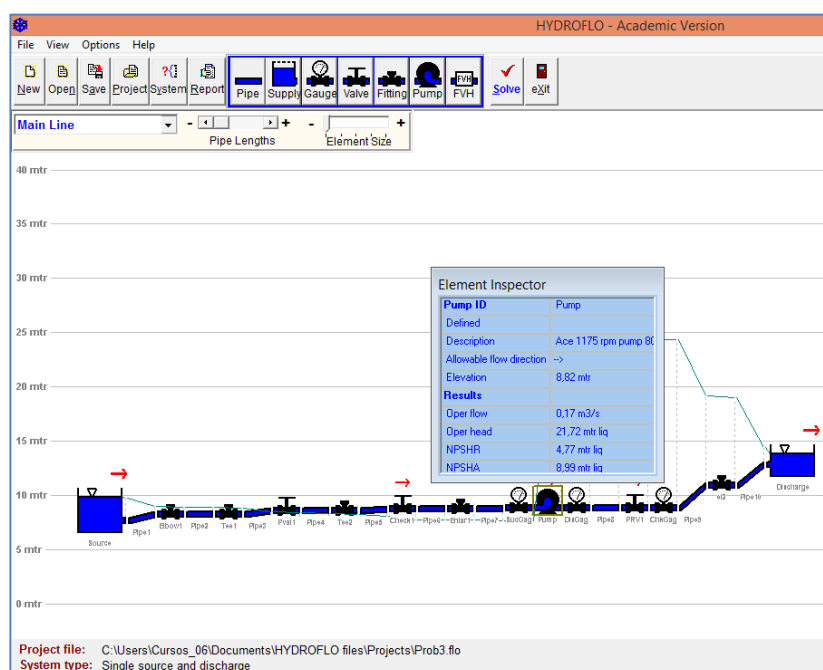 HYDROFLO - Academic Version
File View Options Help
New Open Save Project System Report Pipe Supply Gauge Valve Fitting Pump FVH Solve eXit
Main Line - + - +
Pipe Lengths Element Size
40 mtr
35 mtr
30 mtr
25 mtr
20 mtr
15 mtr
10 mtr
5 mtr
0 mtr
Element Inspector
Pump ID Pump
Defined
Description Ace 1175 rpm pump 80
Allowable flow direction -->
Elevation 8,82 mtr
Results
Oper flow 0,17 m3/s
Oper head 21,72 mtr liq
NPSHR 4,77 mtr liq
NPSHA 8,99 mtr liq
Source Pipe1 Elbow1 Pipe2 Tee1 Pipe3 Pval1 Pipe4 Tee2 Pipe5 Check1 Pipe6 Enlar1 Pipe7 SucGag1 Pump DisGag Pipe8 PRV1 Pipe9 el2 Pipe10 Discharge
Project file: C:\Users\Cursos_06\Documents\HYDROFLO files\Projects\Prob3.flo
System type: Single source and discharge